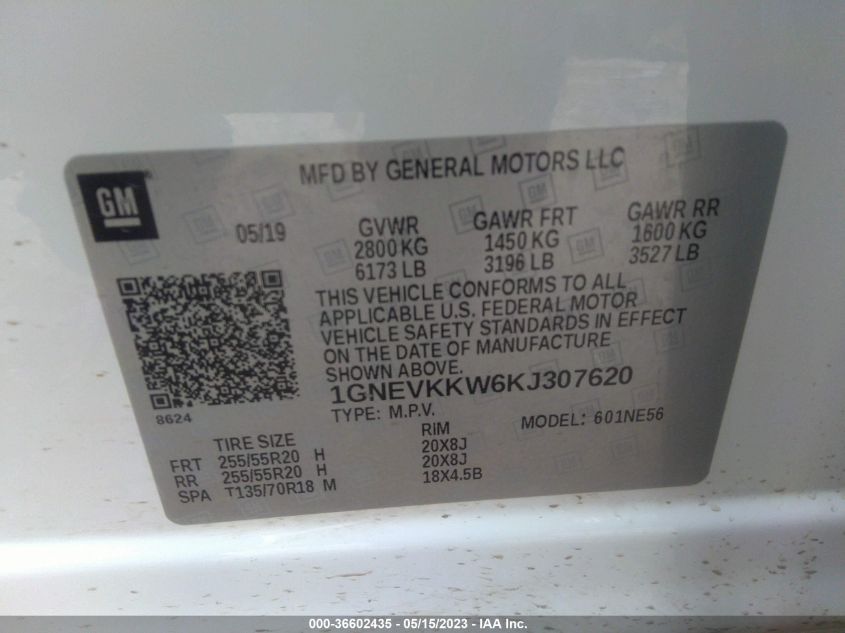 MFD BY GENERAL MOTORS LLC
GM
05/19
GVWR
2800 KG
6173 LB
GAWR FRT
1450 KG
3196 LB
GAWR RR
1600 KG
3527 LB
THIS VEHICLE CONFORMS TO ALL
APPLICABLE U.S. FEDERAL MOTOR
VEHICLE SAFETY STANDARDS IN EFFECT
ON THE DATE OF MANUFACTURE
SHOWN ABOVE.
1GNEVKKW6KJ307620
8624
TYPE: M.P.V.
MODEL: 601NE56
TIRE SIZE
RIM
FRT 255/55R20 H 20X8J
RR 255/55R20 H 20X8J
SPA T135/70R18 M 18X4.5B
000-36602435 - 05/15/2023 - IAA Inc.